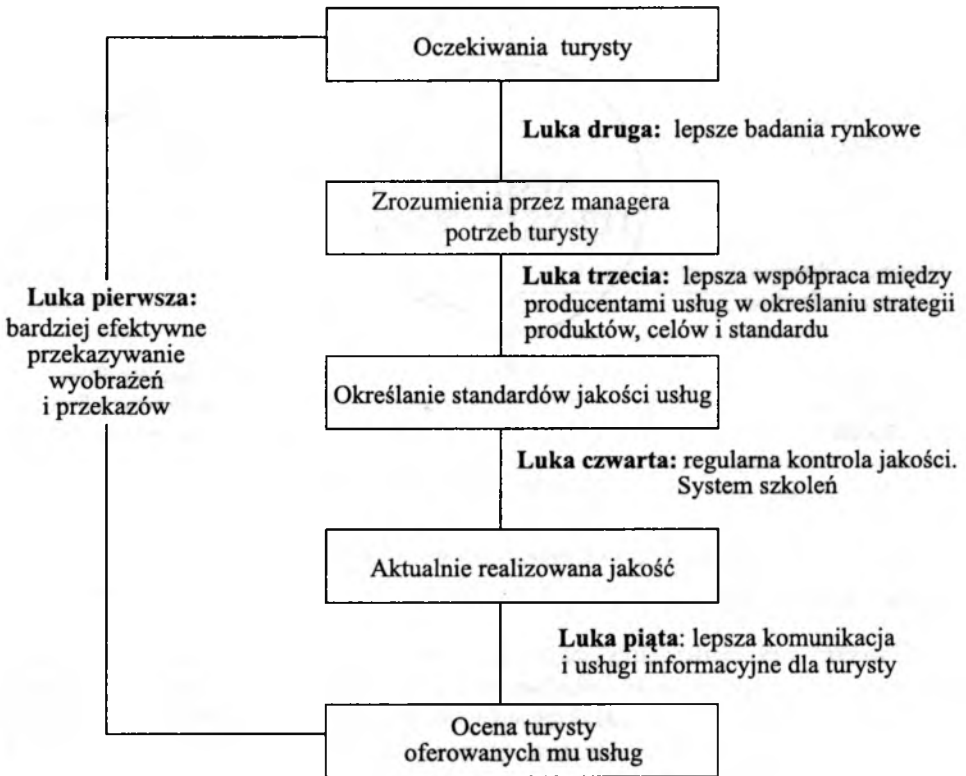 Oczekiwania turysty
Luka druga: lepsze badania rynkowe
Zrozumienia przez managera
potrzeb turysty
Luka trzecia: lepsza współpraca między
producentami usług w określaniu strategii
produktów, celów i standardu
Luka pierwsza:
bardziej efektywne
przekazywanie
wyobrażeń
i przekazów
Określanie standardów jakości usług
Luka czwarta: regularna kontrola jakości.
System szkoleń
Aktualnie realizowana jakość
Luka piąta: lepsza komunikacja
i usługi informacyjne dla turysty
Ocena turysty
oferowanych mu usług